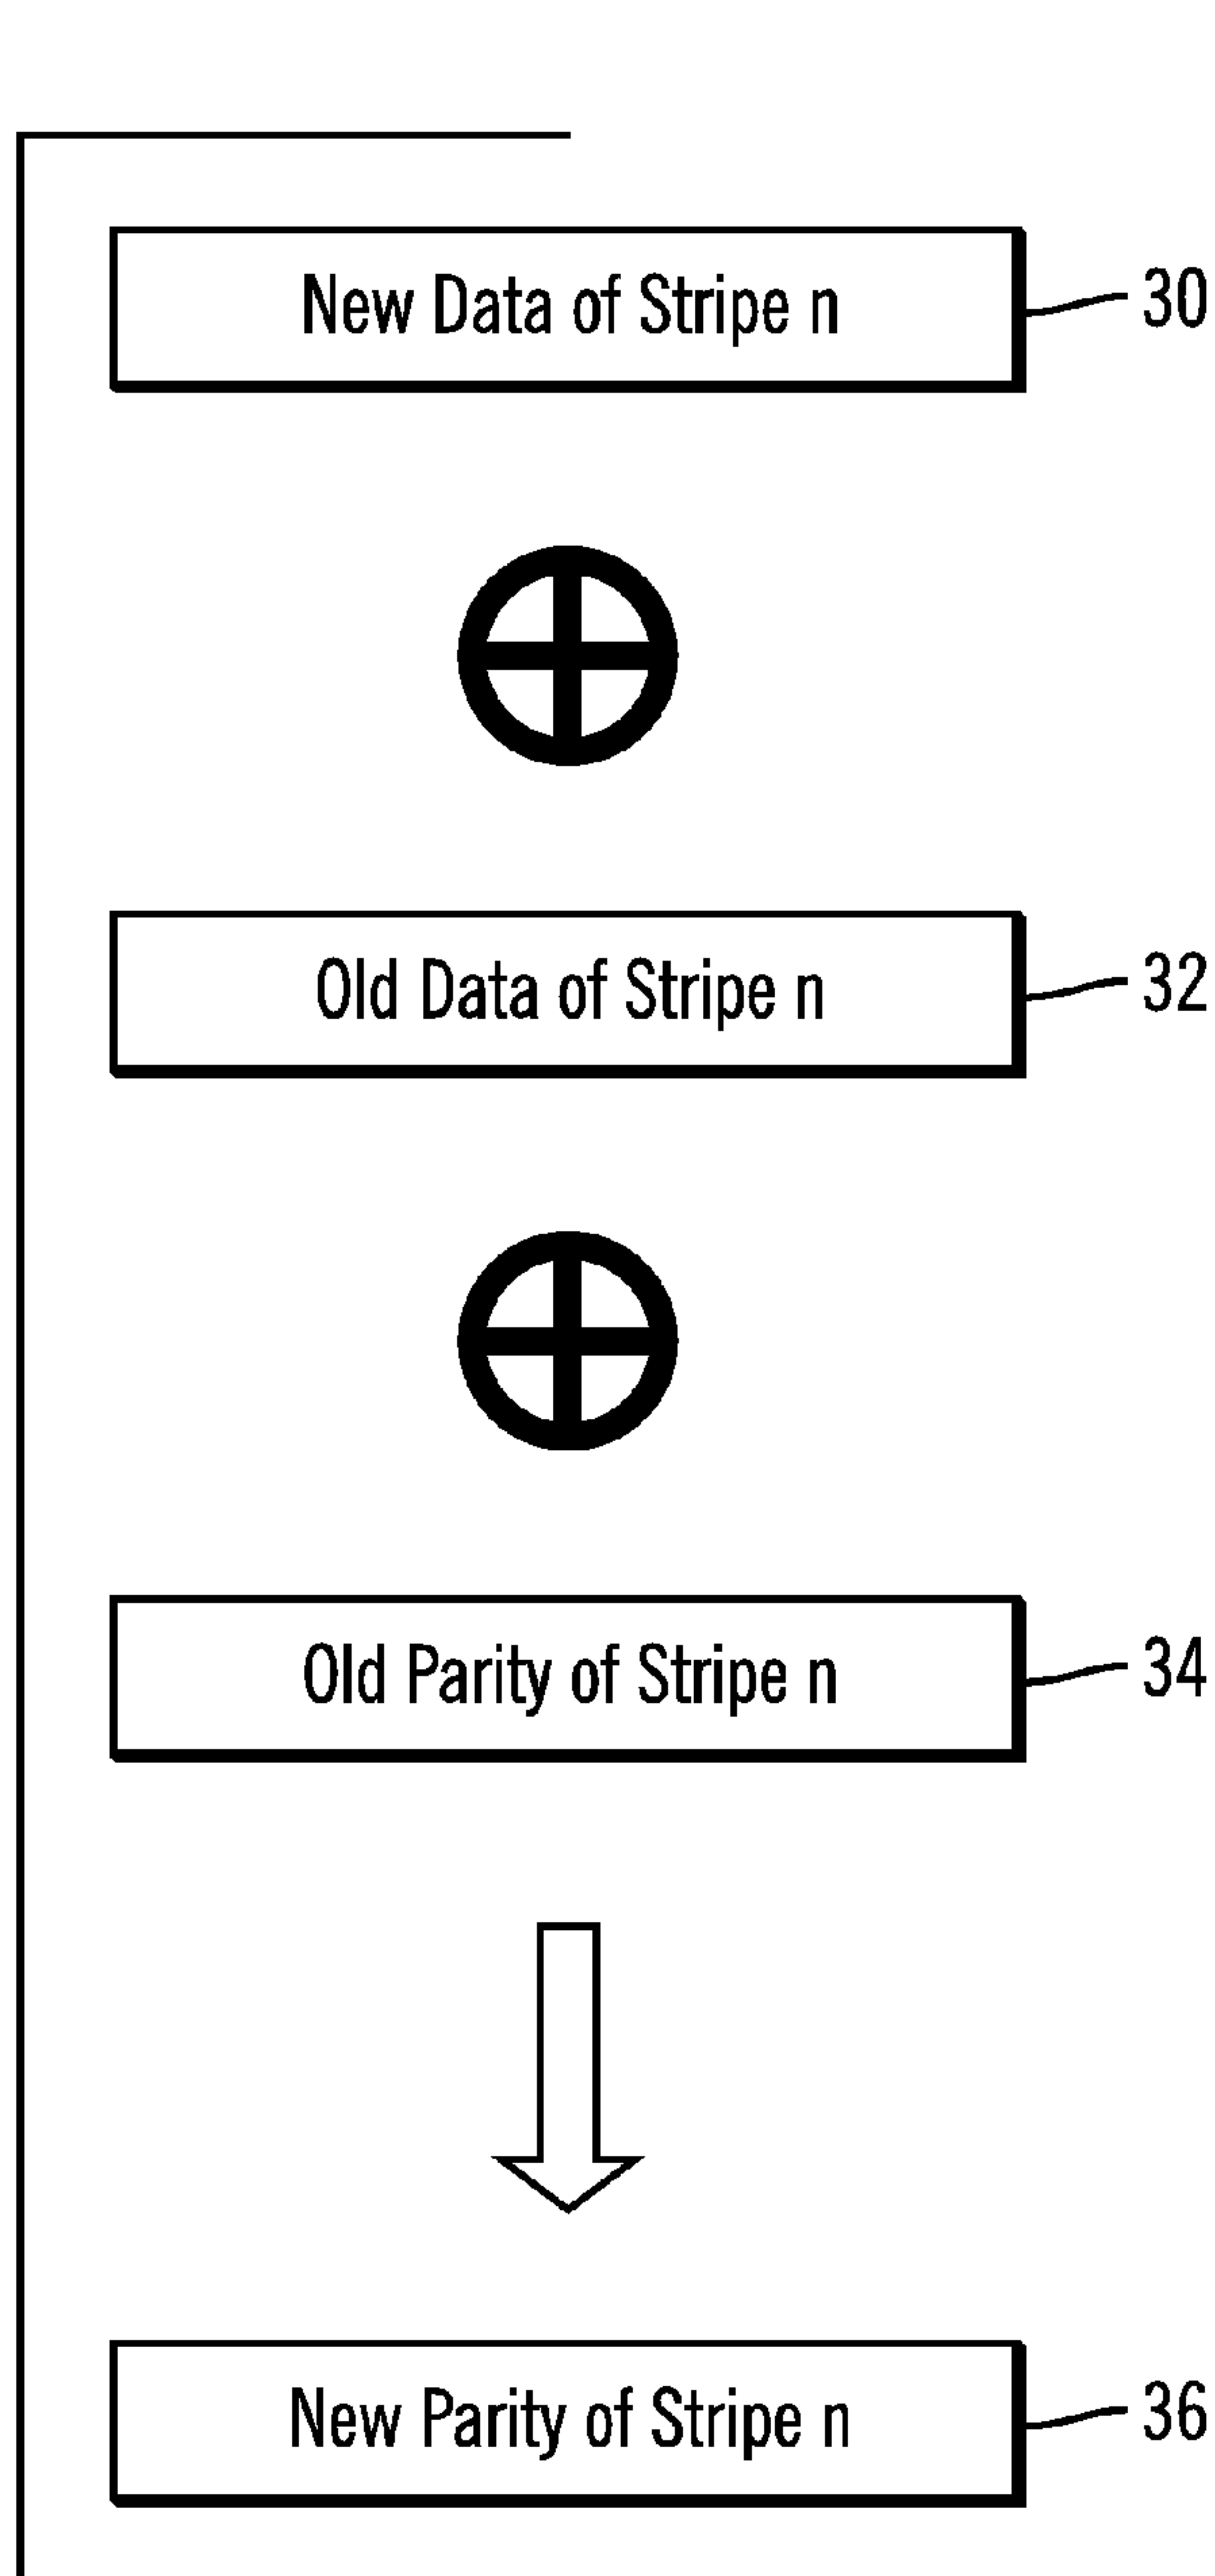 New Data of Stripe n
30
Old Data of Stripe n
32
Old Parity of Stripe n
34
New Parity of Stripe n
36